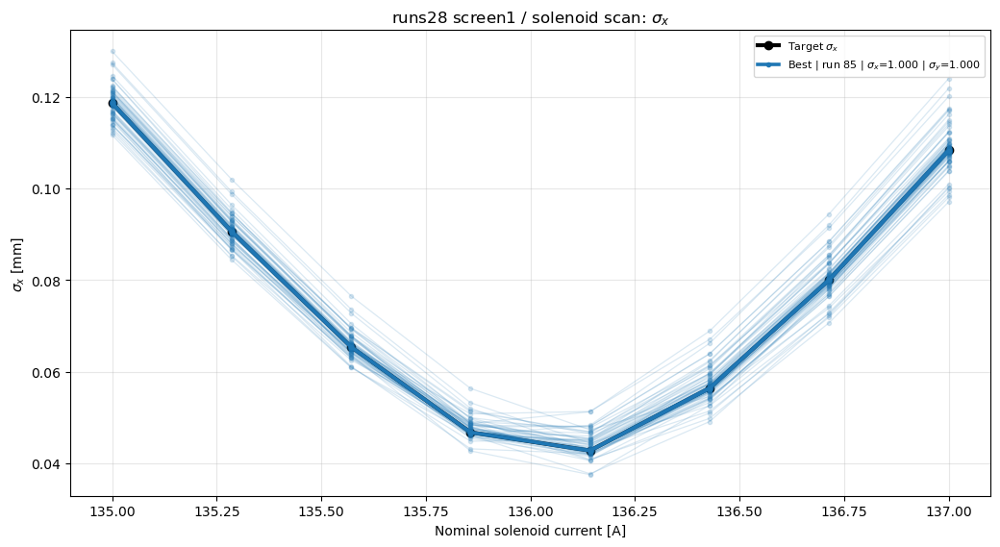 runs28 screen1 / solenoid scan: σₓ
Target σₓ
Best | run 85 | σₓ=1.000 | σᵧ=1.000
0.12
0.10
0.08
0.06
0.04
σₓ [mm]
135.00 135.25 135.50 135.75 136.00 136.25 136.50 136.75 137.00
Nominal solenoid current [A]